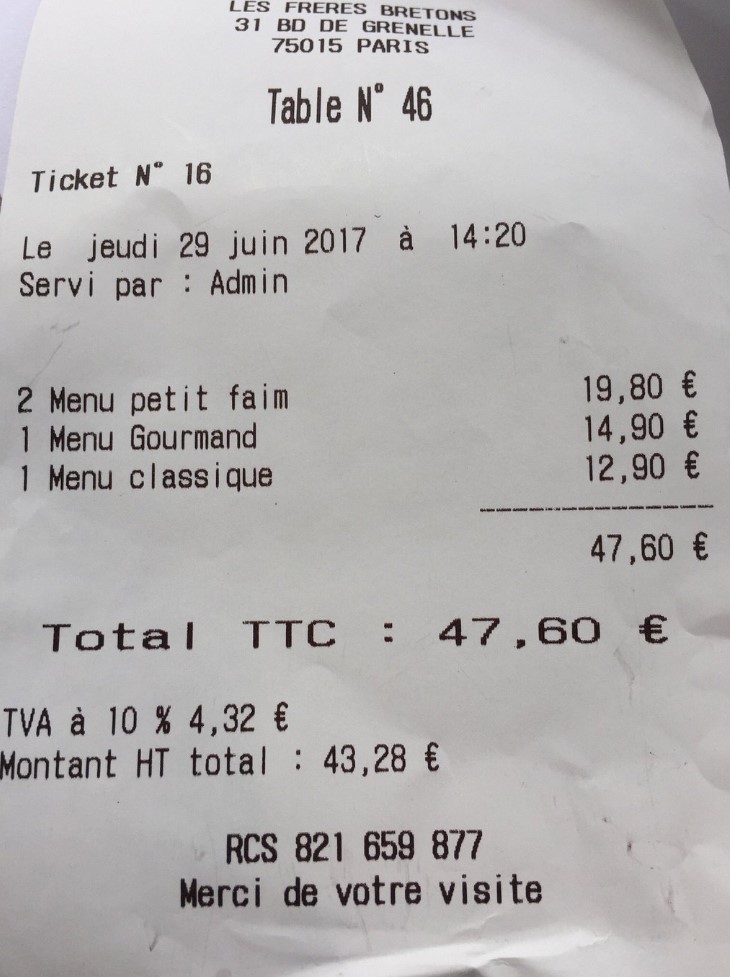 LES FRERES BRETONS
31 BD DE GRENELLE
75015 PARIS
Table N° 46
Ticket N° 16
Le jeudi 29 juin 2017 à 14:20
Servi par : Admin
2 Menu petit faim 19,80 €
1 Menu Gourmand 14,90 €
1 Menu classique 12,90 €
47,60 €
Total TTC : 47,60 €
TVA à 10 % 4,32 €
Montant HT total : 43,28 €
RCS 821 659 877
Merci de votre visite